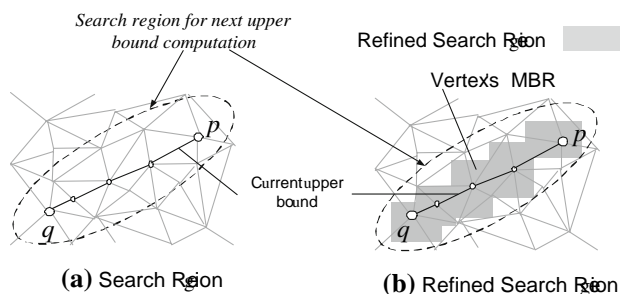 Search region for next upper
bound computation
Refined Search Region
Vertex's MBR
p
q
Current upper
bound
p
q
(a) Search Region
(b) Refined Search Region